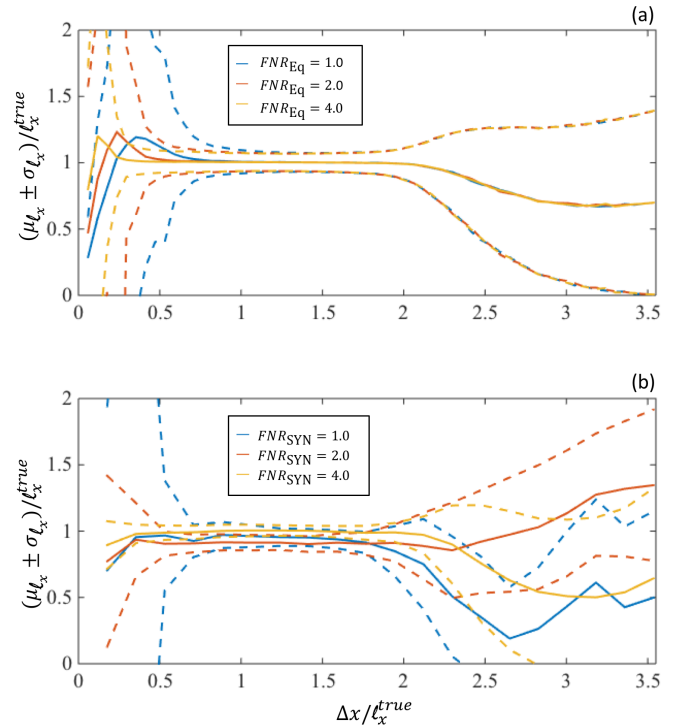 (a)
2
1.5
1
0.5
0
(μ_ℓx ± σ_ℓx)/ℓ_x^true
FNR_Eq = 1.0
FNR_Eq = 2.0
FNR_Eq = 4.0
0 0.5 1 1.5 2 2.5 3 3.5
(b)
2
1.5
1
0.5
0
(μ_ℓx ± σ_ℓx)/ℓ_x^true
FNR_SYN = 1.0
FNR_SYN = 2.0
FNR_SYN = 4.0
0 0.5 1 1.5 2 2.5 3 3.5
Δx/ℓ_x^true